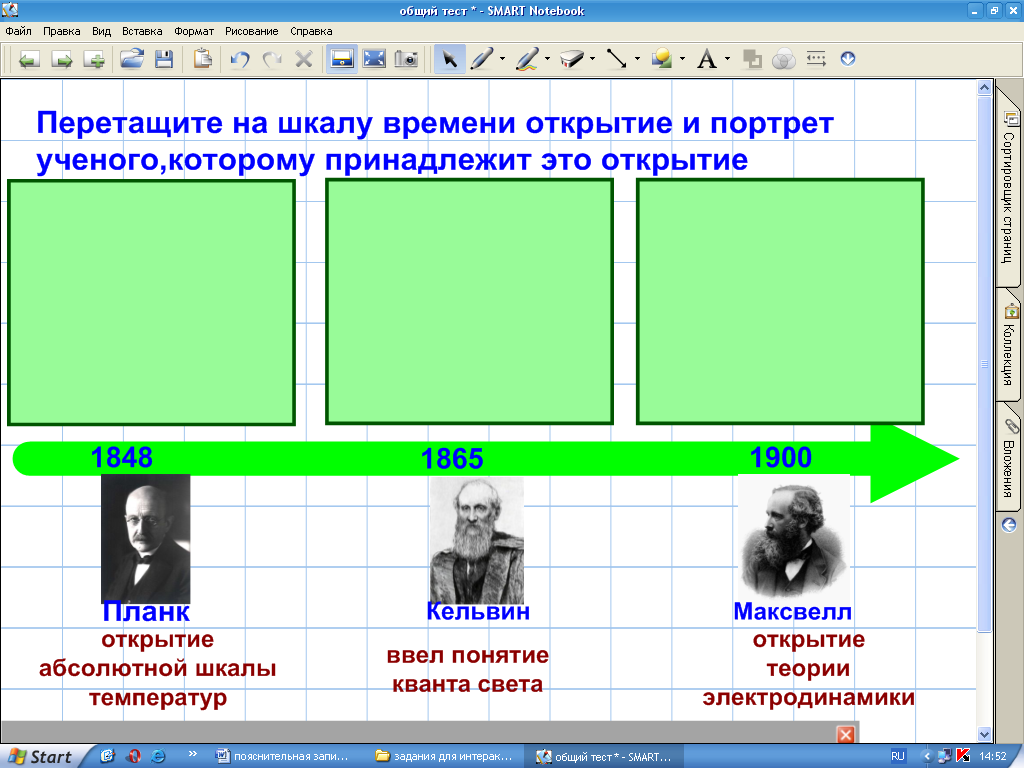 общий тест * - SMART Notebook
Файл Правка Вид Вставка Формат Рисование Справка
Перетащите на шкалу времени открытие и портрет
ученого,которому принадлежит это открытие
1848 1865 1900
Планк Кельвин Максвелл
открытие
абсолютной шкалы
температур
ввел понятие
кванта света
открытие
теории
электродинамики
Сортировщик страниц
Коллекция
Вложения
Start пояснительная запи... задания для интерак... общий тест * - SMART... RU 14:52